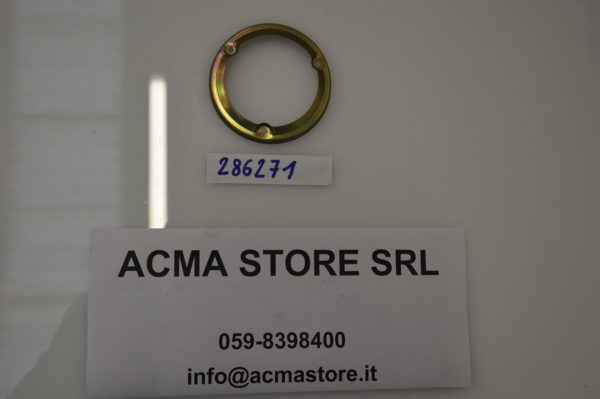 286271
ACMA STORE SRL
059-8398400
info@acmastore.it